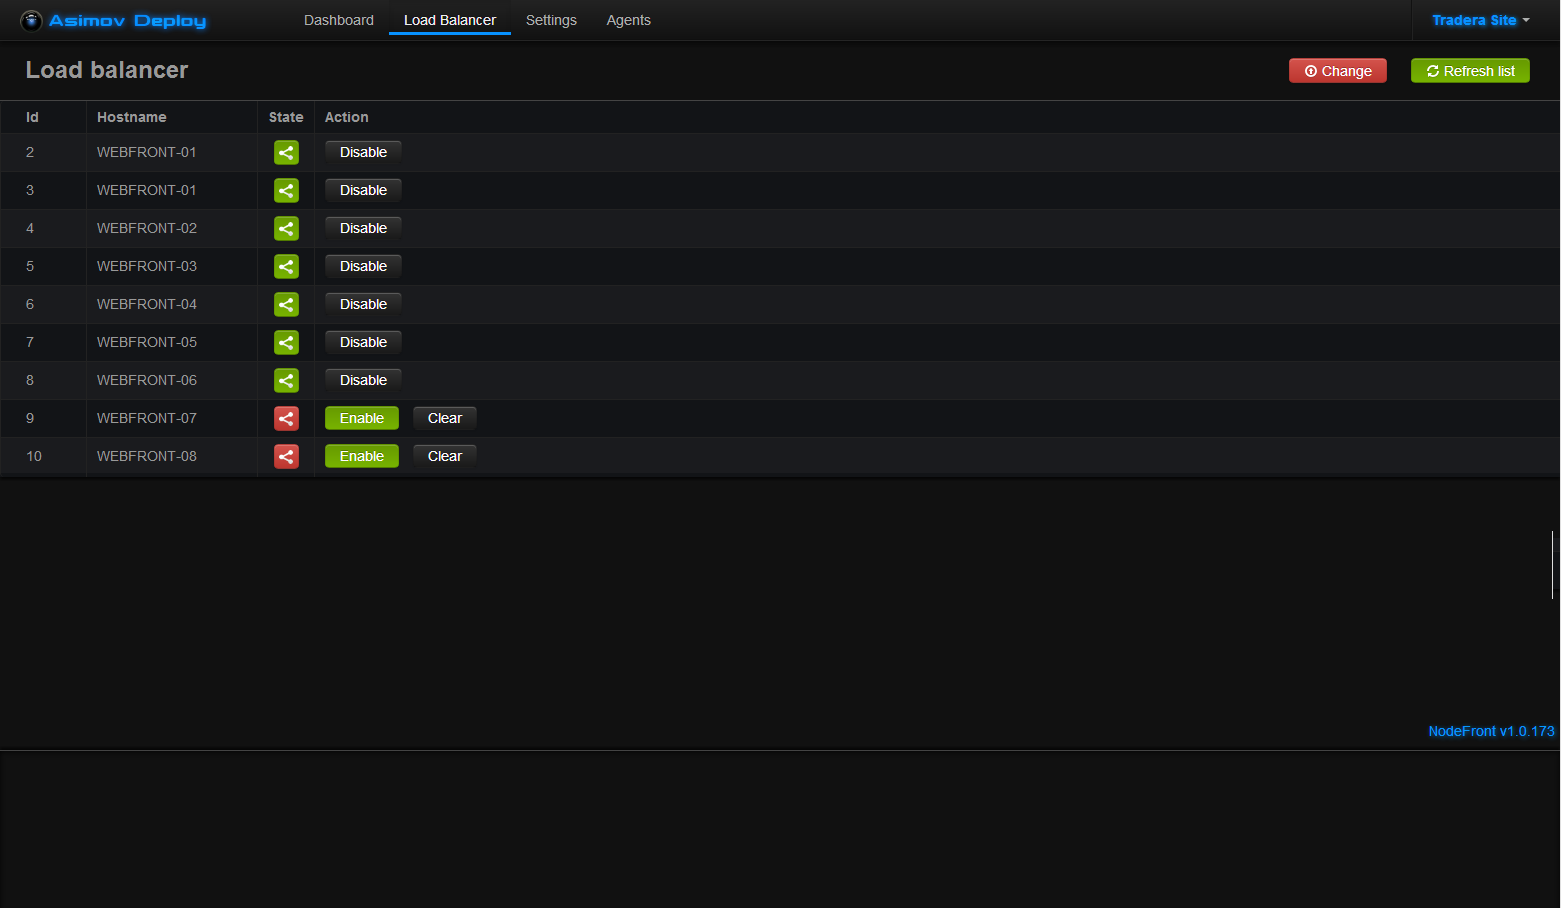 Asimov Deploy Dashboard Load Balancer Settings Agents Tradera Site
Load balancer Change Refresh list
Id Hostname State Action
2 WEBFRONT-01 Disable
3 WEBFRONT-01 Disable
4 WEBFRONT-02 Disable
5 WEBFRONT-03 Disable
6 WEBFRONT-04 Disable
7 WEBFRONT-05 Disable
8 WEBFRONT-06 Disable
9 WEBFRONT-07 Enable Clear
10 WEBFRONT-08 Enable Clear
NodeFront v1.0.173